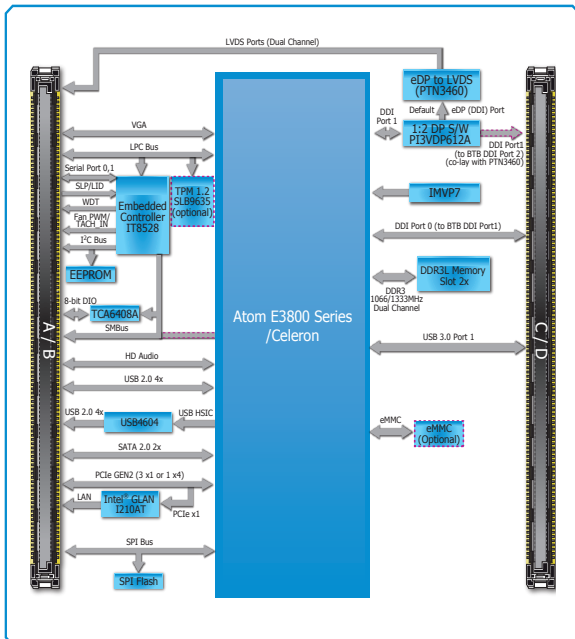 LVDS Ports (Dual Channel)
eDP to LVDS
(PTN3460)
Default
eDP (DDI) Port
DDI
Port 1
1:2 DP S/W
PI3VDP612A
DDI Port1
(to BTB DDI Port 2)
(co-lay with PTN3460)
VGA
LPC Bus
Serial Port 0,1
SLP/LID
WDT
Fan PWM/
TACH_IN
I²C Bus
Embedded
Controller
IT8528
TPM 1.2
SLB9635
(optional)
EEPROM
8-bit DIO
TCA6408A
SMBus
HD Audio
USB 2.0 4x
USB 2.0 4x
USB4604
USB HSIC
SATA 2.0 2x
PCIe GEN2 (3 x1 or 1 x4)
LAN
Intel® GLAN
I210AT
PCIe x1
SPI Bus
SPI Flash
A / B
Atom E3800 Series
/Celeron
IMVP7
DDI Port 0 (to BTB DDI Port1)
DDR3L Memory
Slot 2x
DDR3
1066/1333MHz
Dual Channel
USB 3.0 Port 1
eMMC
eMMC
(Optional)
C / D